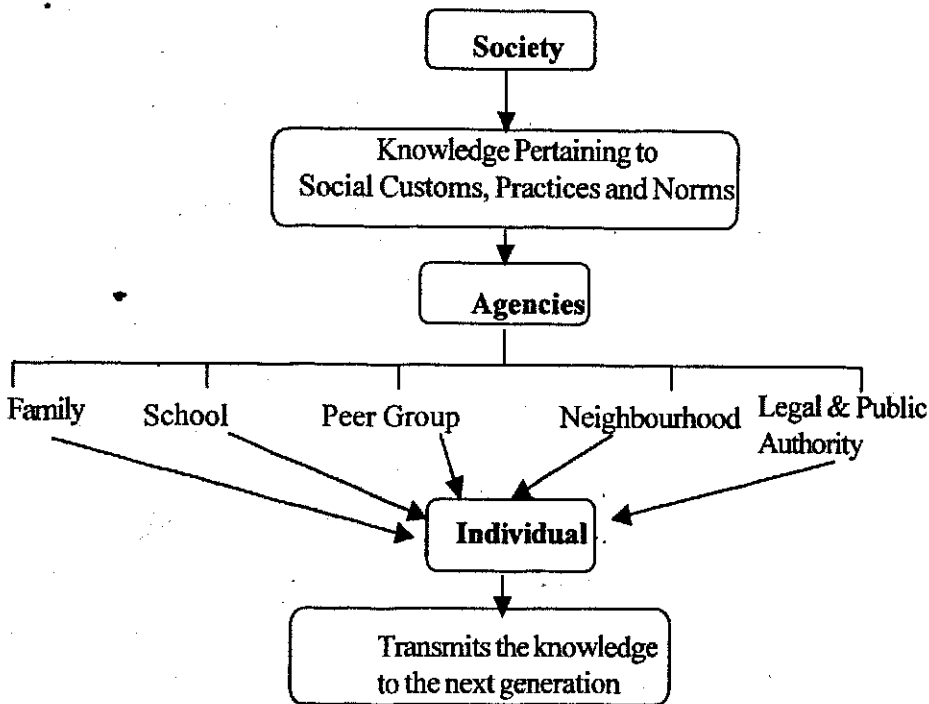 Society
Knowledge Pertaining to
Social Customs, Practices and Norms
Agencies
Family
School
Peer Group
Neighbourhood
Legal & Public
Authority
Individual
Transmits the knowledge
to the next generation